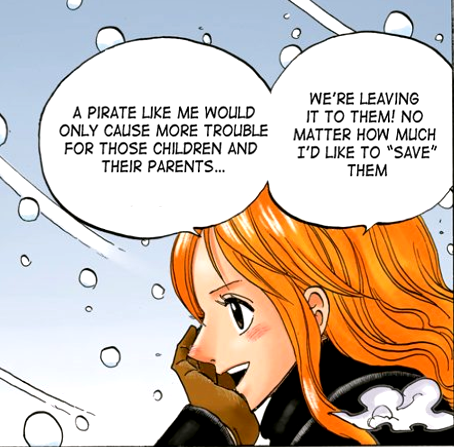 WE'RE LEAVING
IT TO THEM! NO
MATTER HOW MUCH
I'D LIKE TO "SAVE"
THEM
A PIRATE LIKE ME WOULD
ONLY CAUSE MORE TROUBLE
FOR THOSE CHILDREN AND
THEIR PARENTS...